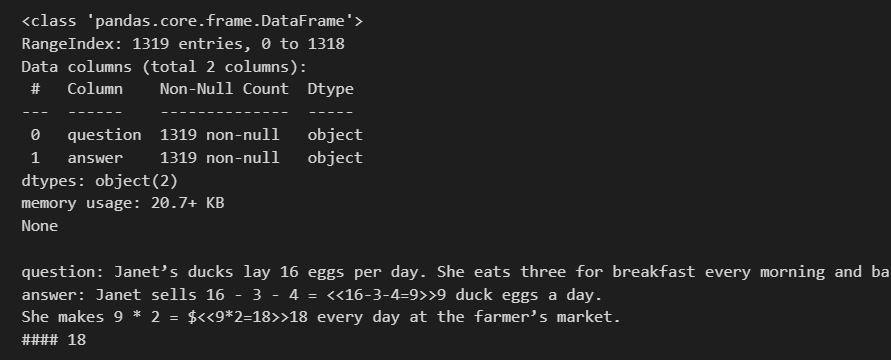 <class 'pandas.core.frame.DataFrame'>
RangeIndex: 1319 entries, 0 to 1318
Data columns (total 2 columns):
 #   Column    Non-Null Count  Dtype
---  ------    --------------  -----
 0   question  1319 non-null   object
 1   answer    1319 non-null   object
dtypes: object(2)
memory usage: 20.7+ KB
None
question: Janet’s ducks lay 16 eggs per day. She eats three for breakfast every morning and ba
answer: Janet sells 16 - 3 - 4 = <<16-3-4=9>>9 duck eggs a day.
She makes 9 * 2 = $<<9*2=18>>18 every day at the farmer’s market.
#### 18